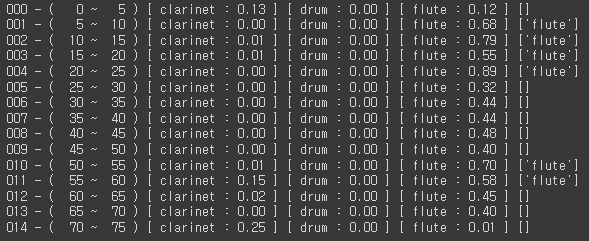 000 - (  0 ~  5 ) [ clarinet : 0.13 ] [ drum : 0.00 ] [ flute : 0.12 ] []
001 - (  5 ~ 10 ) [ clarinet : 0.00 ] [ drum : 0.00 ] [ flute : 0.68 ] ['flute']
002 - ( 10 ~ 15 ) [ clarinet : 0.01 ] [ drum : 0.00 ] [ flute : 0.79 ] ['flute']
003 - ( 15 ~ 20 ) [ clarinet : 0.01 ] [ drum : 0.00 ] [ flute : 0.55 ] ['flute']
004 - ( 20 ~ 25 ) [ clarinet : 0.00 ] [ drum : 0.00 ] [ flute : 0.89 ] ['flute']
005 - ( 25 ~ 30 ) [ clarinet : 0.00 ] [ drum : 0.00 ] [ flute : 0.32 ] []
006 - ( 30 ~ 35 ) [ clarinet : 0.00 ] [ drum : 0.00 ] [ flute : 0.44 ] []
007 - ( 35 ~ 40 ) [ clarinet : 0.00 ] [ drum : 0.00 ] [ flute : 0.44 ] []
008 - ( 40 ~ 45 ) [ clarinet : 0.00 ] [ drum : 0.00 ] [ flute : 0.48 ] []
009 - ( 45 ~ 50 ) [ clarinet : 0.00 ] [ drum : 0.00 ] [ flute : 0.40 ] []
010 - ( 50 ~ 55 ) [ clarinet : 0.01 ] [ drum : 0.00 ] [ flute : 0.70 ] ['flute']
011 - ( 55 ~ 60 ) [ clarinet : 0.15 ] [ drum : 0.00 ] [ flute : 0.58 ] ['flute']
012 - ( 60 ~ 65 ) [ clarinet : 0.02 ] [ drum : 0.00 ] [ flute : 0.45 ] []
013 - ( 65 ~ 70 ) [ clarinet : 0.00 ] [ drum : 0.00 ] [ flute : 0.40 ] []
014 - ( 70 ~ 75 ) [ clarinet : 0.25 ] [ drum : 0.00 ] [ flute : 0.01 ] []